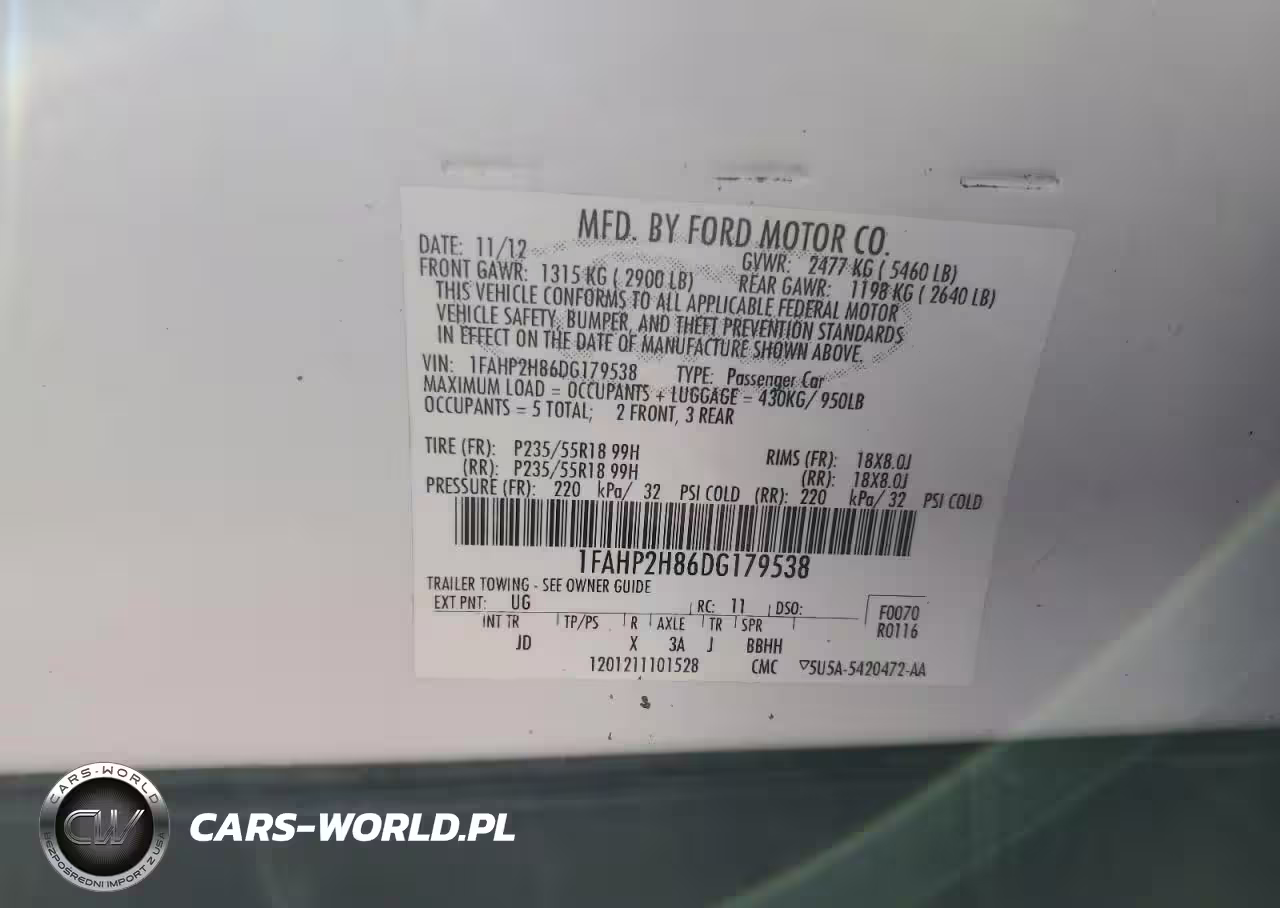 MFD. BY FORD MOTOR CO.
DATE: 11/12 GVWR: 2477 KG ( 5460 LB)
FRONT GAWR: 1315 KG ( 2900 LB) REAR GAWR: 1198 KG ( 2640 LB)
THIS VEHICLE CONFORMS TO ALL APPLICABLE FEDERAL MOTOR
VEHICLE SAFETY, BUMPER, AND THEFT PREVENTION STANDARDS
IN EFFECT ON THE DATE OF MANUFACTURE SHOWN ABOVE.
VIN: 1FAHP2H86DG179538 TYPE: Passenger Car
MAXIMUM LOAD = OCCUPANTS + LUGGAGE = 430KG/ 950LB
OCCUPANTS = 5 TOTAL; 2 FRONT, 3 REAR
TIRE (FR): P235/55R18 99H RIMS (FR): 18X8.0J
(RR): P235/55R18 99H (RR): 18X8.0J
PRESSURE (FR): 220 kPa/ 32 PSI COLD (RR): 220 kPa/ 32 PSI COLD
1FAHP2H86DG179538
TRAILER TOWING - SEE OWNER GUIDE
EXT PNT: UG RC: 11 DSO: F0070
INT TR TP/PS R AXLE TR SPR R0116
JD X 3A J BBHH
1201211101528 CMC ▽5U5A-5420472-AA
CARS-WORLD
CW
BEZPOŚREDNI IMPORT Z USA
CARS-WORLD.PL